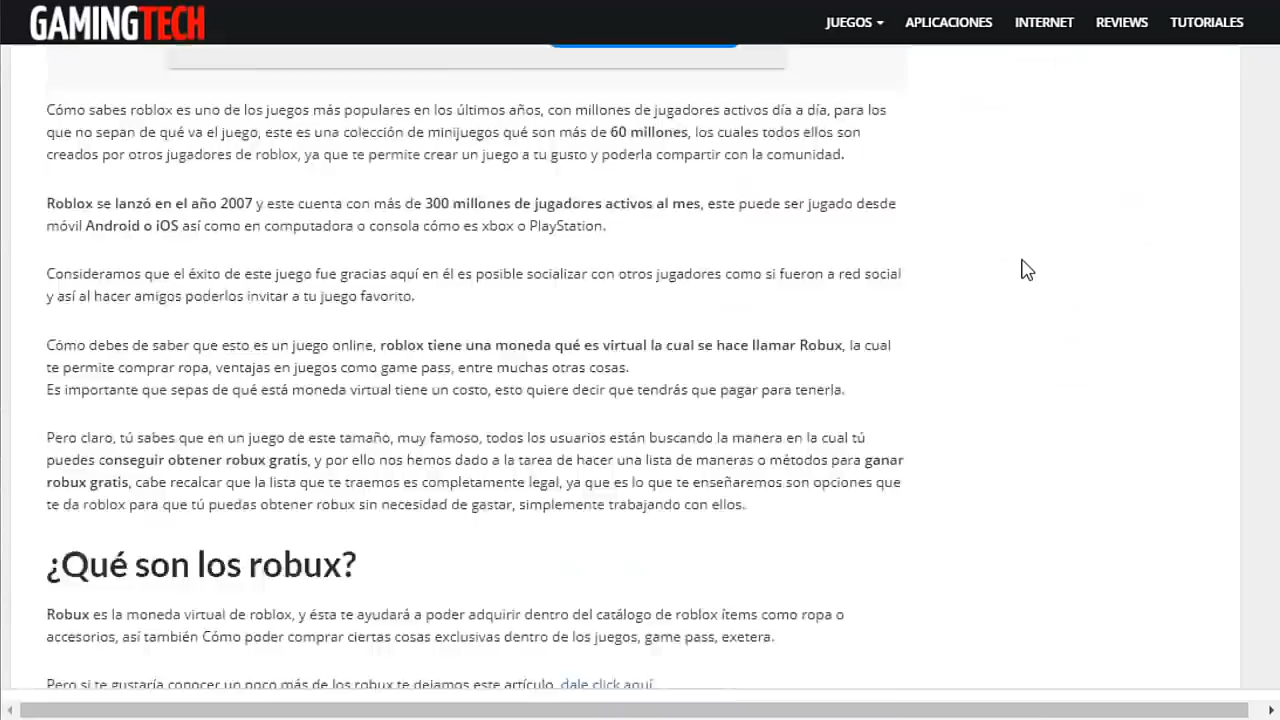 GAMINGTECH
JUEGOS APLICACIONES INTERNET REVIEWS TUTORIALES
Cómo sabes roblox es uno de los juegos más populares en los últimos años, con millones de jugadores activos día a día, para los
que no sepan de qué va el juego, este es una colección de minijuegos qué son más de 60 millones, los cuales todos ellos son
creados por otros jugadores de roblox, ya que te permite crear un juego a tu gusto y poderla compartir con la comunidad.
Roblox se lanzó en el año 2007 y este cuenta con más de 300 millones de jugadores activos al mes, este puede ser jugado desde
móvil Android o iOS así como en computadora o consola cómo es xbox o PlayStation.
Consideramos que el éxito de este juego fue gracias aquí en él es posible socializar con otros jugadores como si fueron a red social
y así al hacer amigos poderlos invitar a tu juego favorito.
Cómo debes de saber que esto es un juego online, roblox tiene una moneda qué es virtual la cual se hace llamar Robux, la cual
te permite comprar ropa, ventajas en juegos como game pass, entre muchas otras cosas.
Es importante que sepas de qué está moneda virtual tiene un costo, esto quiere decir que tendrás que pagar para tenerla.
Pero claro, tú sabes que en un juego de este tamaño, muy famoso, todos los usuarios están buscando la manera en la cual tú
puedes conseguir obtener robux gratis, y por ello nos hemos dado a la tarea de hacer una lista de maneras o métodos para ganar
robux gratis, cabe recalcar que la lista que te traemos es completamente legal, ya que es lo que te enseñaremos son opciones que
te da roblox para que tú puedas obtener robux sin necesidad de gastar, simplemente trabajando con ellos.
¿Qué son los robux?
Robux es la moneda virtual de roblox, y ésta te ayudará a poder adquirir dentro del catálogo de roblox ítems como ropa o
accesorios, así también Cómo poder comprar ciertas cosas exclusivas dentro de los juegos, game pass, exetera.
Pero si te gustaría conocer un poco más de los robux te dejamos este artículo, dale click aquí.